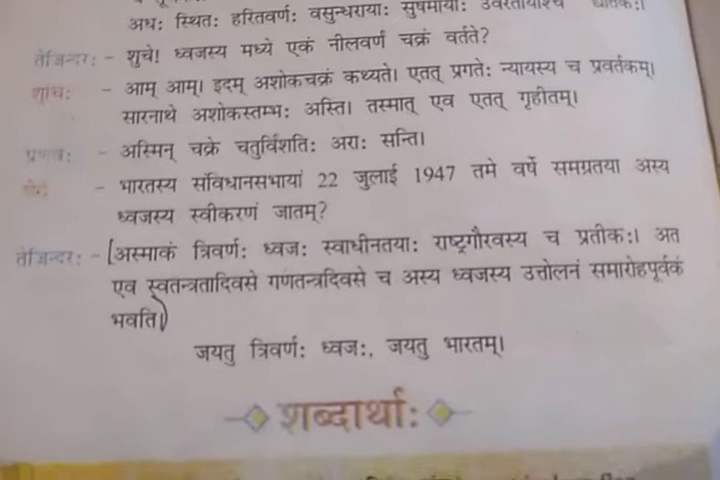 अधः स्थितः हरितवर्णः वसुन्धरायाः सुषमायाः उर्वरतायाश्च द्योतकः।
तेजिन्दरः - शुचे! ध्वजस्य मध्ये एकं नीलवर्णं चक्रं वर्तते?
शुचिः - आम् आम्। इदम् अशोकचक्रं कथ्यते। एतत् प्रगतेः न्यायस्य च प्रवर्तकम्।
सारनाथे अशोकस्तम्भः अस्ति। तस्मात् एव एतत् गृहीतम्।
प्रणवः - अस्मिन् चक्रे चतुर्विंशतिः अराः सन्ति।
- भारतस्य संविधानसभायां 22 जुलाई 1947 तमे वर्षे समग्रतया अस्य
ध्वजस्य स्वीकरणं जातम्?
तेजिन्दरः - अस्माकं त्रिवर्णः ध्वजः स्वाधीनतयाः राष्ट्रगौरवस्य च प्रतीकः। अत
एव स्वतन्त्रतादिवसे गणतन्त्रदिवसे च अस्य ध्वजस्य उत्तोलनं समारोहपूर्वकं
भवति।
जयतु त्रिवर्णः ध्वजः, जयतु भारतम्।
शब्दार्थाः